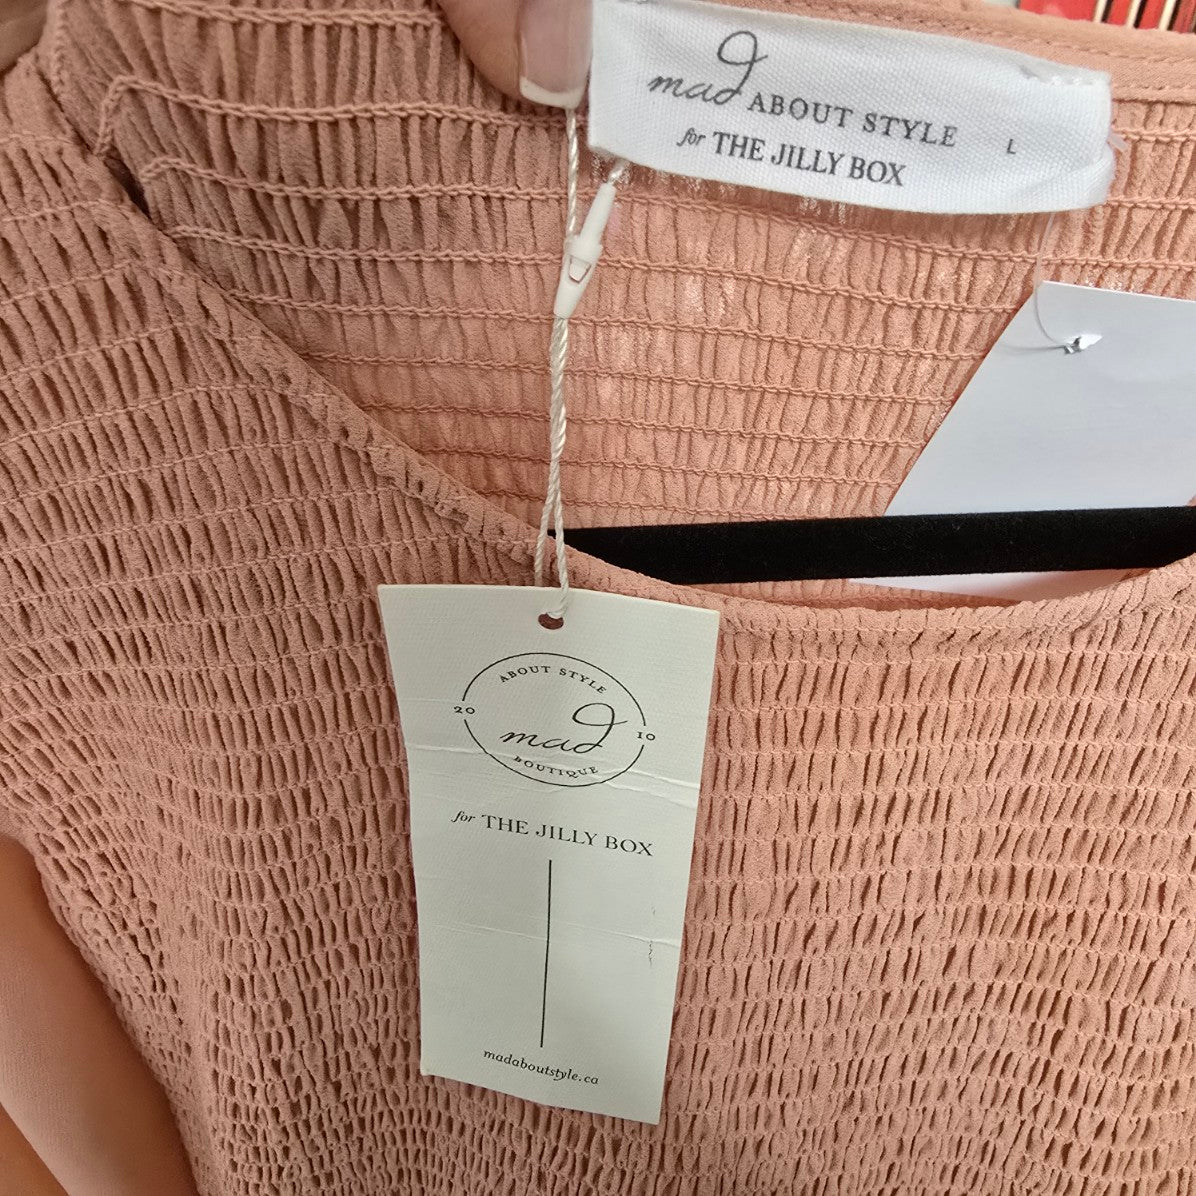 mad ABOUT STYLE
for THE JILLY BOX
L
ABOUT STYLE
20 mad 10
BOUTIQUE
for THE JILLY BOX
madaboutstyle.ca